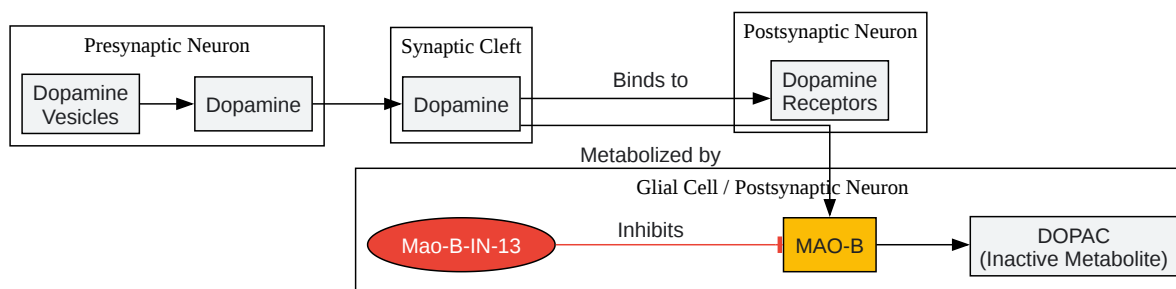 Presynaptic Neuron
Synaptic Cleft
Postsynaptic Neuron
Dopamine
Vesicles
Dopamine
Dopamine
Binds to
Dopamine
Receptors
Metabolized by
Glial Cell / Postsynaptic Neuron
Mao-B-IN-13
Inhibits
MAO-B
DOPAC
(Inactive Metabolite)